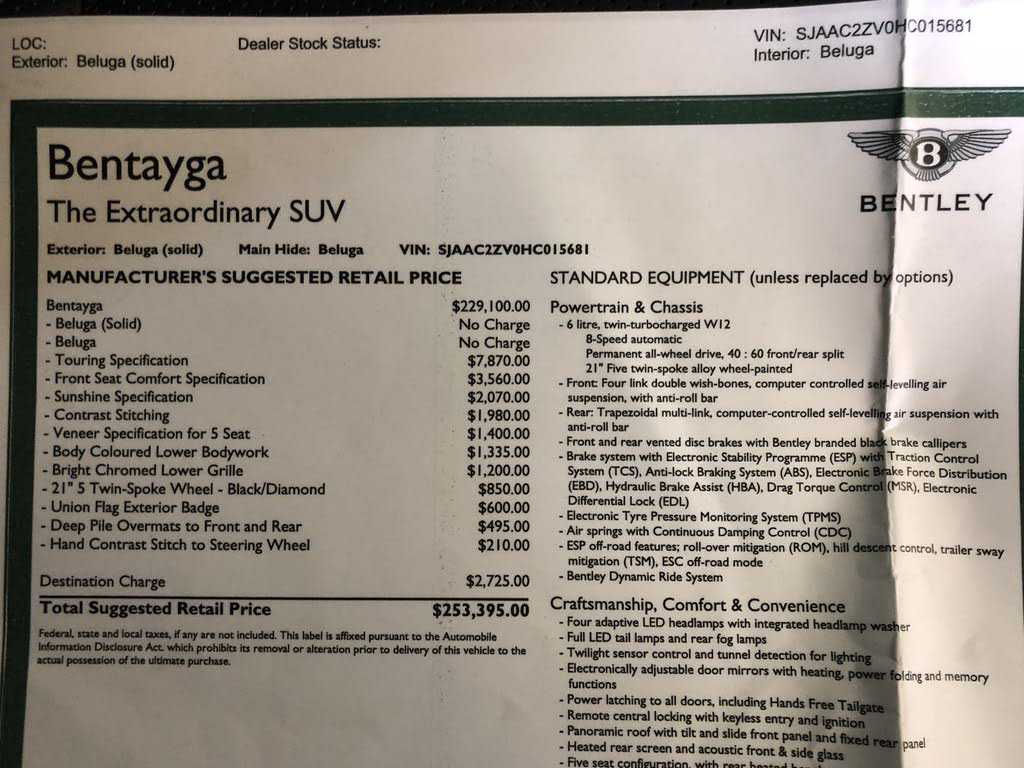 LOC:
Dealer Stock Status:
VIN: SJAAC2ZV0HC015681
Exterior: Beluga (solid)
Interior: Beluga
Bentayga
The Extraordinary SUV
B
BENTLEY
Exterior: Beluga (solid) Main Hide: Beluga VIN: SJAAC2ZV0HC015681
MANUFACTURER'S SUGGESTED RETAIL PRICE
Bentayga $229,100.00
- Beluga (Solid) No Charge
- Beluga No Charge
- Touring Specification $7,870.00
- Front Seat Comfort Specification $3,560.00
- Sunshine Specification $2,070.00
- Contrast Stitching $1,980.00
- Veneer Specification for 5 Seat $1,400.00
- Body Coloured Lower Bodywork $1,335.00
- Bright Chromed Lower Grille $1,200.00
- 21" 5 Twin-Spoke Wheel - Black/Diamond $850.00
- Union Flag Exterior Badge $600.00
- Deep Pile Overmats to Front and Rear $495.00
- Hand Contrast Stitch to Steering Wheel $210.00
Destination Charge $2,725.00
Total Suggested Retail Price $253,395.00
Federal, state and local taxes, if any are not included. This label is affixed pursuant to the Automobile
Information Disclosure Act. which prohibits its removal or alteration prior to delivery of this vehicle to the
actual possession of the ultimate purchase.
STANDARD EQUIPMENT (unless replaced by options)
Powertrain & Chassis
- 6 litre, twin-turbocharged W12
8-Speed automatic
Permanent all-wheel drive, 40 : 60 front/rear split
21" Five twin-spoke alloy wheel-painted
- Front: Four link double wish-bones, computer controlled self-levelling air
suspension, with anti-roll bar
- Rear: Trapezoidal multi-link, computer-controlled self-levelling air suspension with
anti-roll bar
- Front and rear vented disc brakes with Bentley branded black brake callipers
- Brake system with Electronic Stability Programme (ESP) with Traction Control
System (TCS), Anti-lock Braking System (ABS), Electronic Brake Force Distribution
(EBD), Hydraulic Brake Assist (HBA), Drag Torque Control (MSR), Electronic
Differential Lock (EDL)
- Electronic Tyre Pressure Monitoring System (TPMS)
- Air springs with Continuous Damping Control (CDC)
- ESP off-road features; roll-over mitigation (ROM), hill descent control, trailer sway
mitigation (TSM), ESC off-road mode
- Bentley Dynamic Ride System
Craftsmanship, Comfort & Convenience
- Four adaptive LED headlamps with integrated headlamp washer
- Full LED tail lamps and rear fog lamps
- Twilight sensor control and tunnel detection for lighting
- Electronically adjustable door mirrors with heating, power folding and memory
functions
- Power latching to all doors, including Hands Free Tailgate
- Remote central locking with keyless entry and ignition
- Panoramic roof with tilt and slide front panel and fixed rear panel
- Heated rear screen and acoustic front & side glass
- Five seat configuration, with rear heated